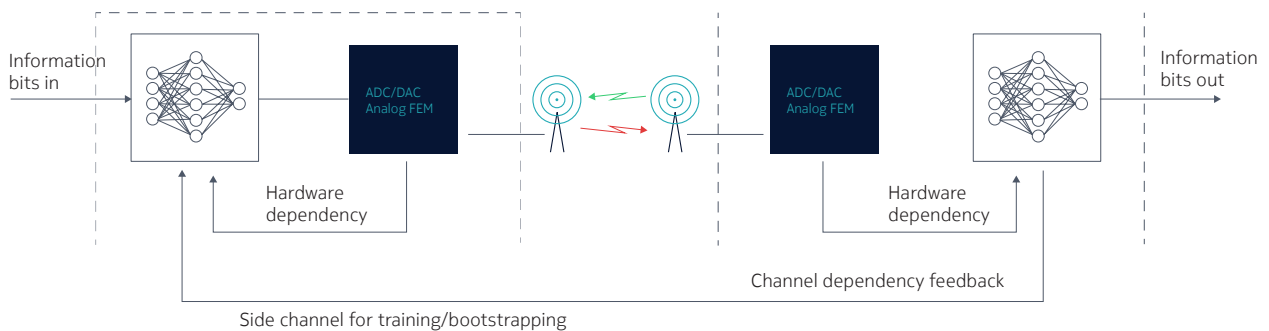 Information
bits in
ADC/DAC
Analog FEM
ADC/DAC
Analog FEM
Information
bits out
Hardware
dependency
Hardware
dependency
Channel dependency feedback
Side channel for training/bootstrapping